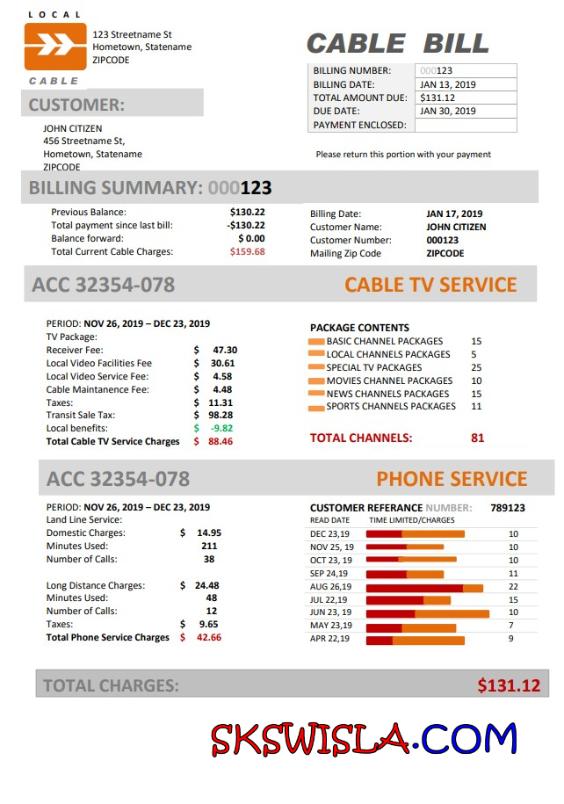 LOCAL
CABLE
123 Streetname St
Hometown, Statename
ZIPCODE
CABLE BILL
BILLING NUMBER: 000123
BILLING DATE: JAN 13, 2019
TOTAL AMOUNT DUE: $131.12
DUE DATE: JAN 30, 2019
PAYMENT ENCLOSED:
CUSTOMER:
JOHN CITIZEN
456 Streetname St,
Hometown, Statename
ZIPCODE
Please return this portion with your payment
BILLING SUMMARY: 000123
Previous Balance: $130.22
Total payment since last bill: -$130.22
Balance forward: $ 0.00
Total Current Cable Charges: $159.68
Billing Date: JAN 17, 2019
Customer Name: JOHN CITIZEN
Customer Number: 000123
Mailing Zip Code ZIPCODE
ACC 32354-078 CABLE TV SERVICE
PERIOD: NOV 26, 2019 – DEC 23, 2019
TV Package:
Receiver Fee: $ 47.30
Local Video Facilities Fee $ 30.61
Local Video Service Fee: $ 4.58
Cable Maintanence Fee: $ 4.48
Taxes: $ 11.31
Transit Sale Tax: $ 98.28
Local benefits: $ -9.82
Total Cable TV Service Charges $ 88.46
PACKAGE CONTENTS
BASIC CHANNEL PACKAGES 15
LOCAL CHANNELS PACKAGES 5
SPECIAL TV PACKAGES 25
MOVIES CHANNEL PACKAGES 10
NEWS CHANNEL PACKAGES 15
SPORTS CHANNEL PACKAGES 11
TOTAL CHANNELS: 81
ACC 32354-078 PHONE SERVICE
PERIOD: NOV 26, 2019 – DEC 23, 2019
Land Line Service:
Domestic Charges: $ 14.95
Minutes Used: 211
Number of Calls: 38
Long Distance Charges: $ 24.48
Minutes Used: 48
Number of Calls: 12
Taxes: $ 9.65
Total Phone Service Charges $ 42.66
CUSTOMER REFERANCE NUMBER: 789123
READ DATE TIME LIMITED/CHARGES
DEC 23,19 10
NOV 25, 19 10
OCT 23, 19 10
SEP 24,19 11
AUG 26,19 22
JUL 22,19 15
JUN 23, 19 10
MAY 23,19 7
APR 22,19 9
TOTAL CHARGES: $131.12
SKSWISLA.COM